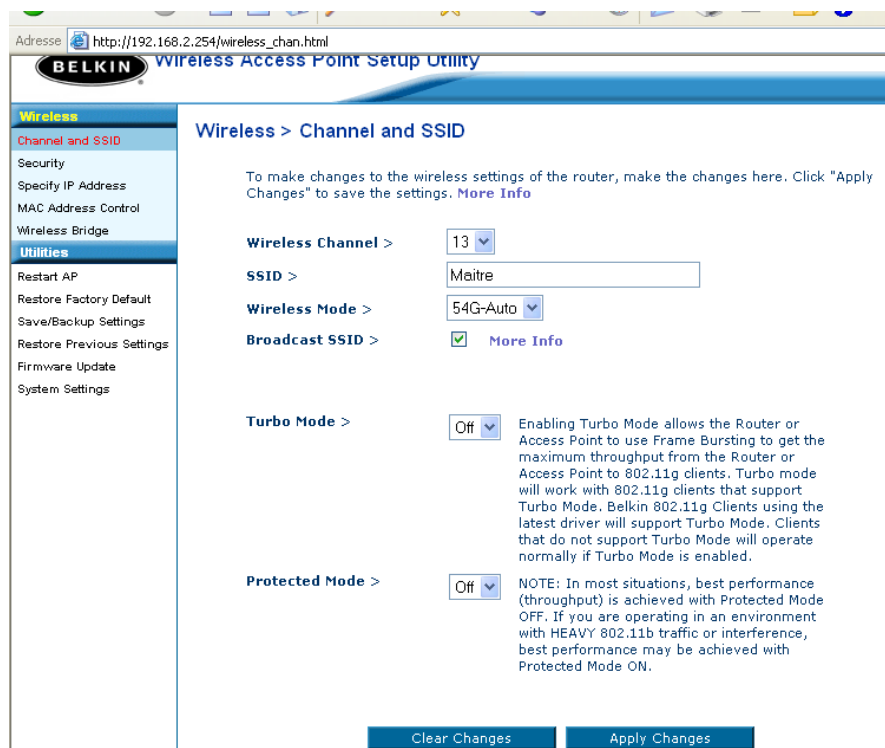 Adresse http://192.168.2.254/wireless_chan.html
BELKIN Wireless Access Point Setup Utility
Wireless
Channel and SSID
Security
Specify IP Address
MAC Address Control
Wireless Bridge
Utilities
Restart AP
Restore Factory Default
Save/Backup Settings
Restore Previous Settings
Firmware Update
System Settings
Wireless > Channel and SSID
To make changes to the wireless settings of the router, make the changes here. Click "Apply
Changes" to save the settings. More Info
Wireless Channel > 13
SSID > Maitre
Wireless Mode > 54G-Auto
Broadcast SSID > More Info
Turbo Mode > Off
Enabling Turbo Mode allows the Router or
Access Point to use Frame Bursting to get the
maximum throughput from the Router or
Access Point to 802.11g clients. Turbo mode
will work with 802.11g clients that support
Turbo Mode. Belkin 802.11g Clients using the
latest driver will support Turbo Mode. Clients
that do not support Turbo Mode will operate
normally if Turbo Mode is enabled.
Protected Mode > Off
NOTE: In most situations, best performance
(throughput) is achieved with Protected Mode
OFF. If you are operating in an environment
with HEAVY 802.11b traffic or interference,
best performance may be achieved with
Protected Mode ON.
Clear Changes Apply Changes